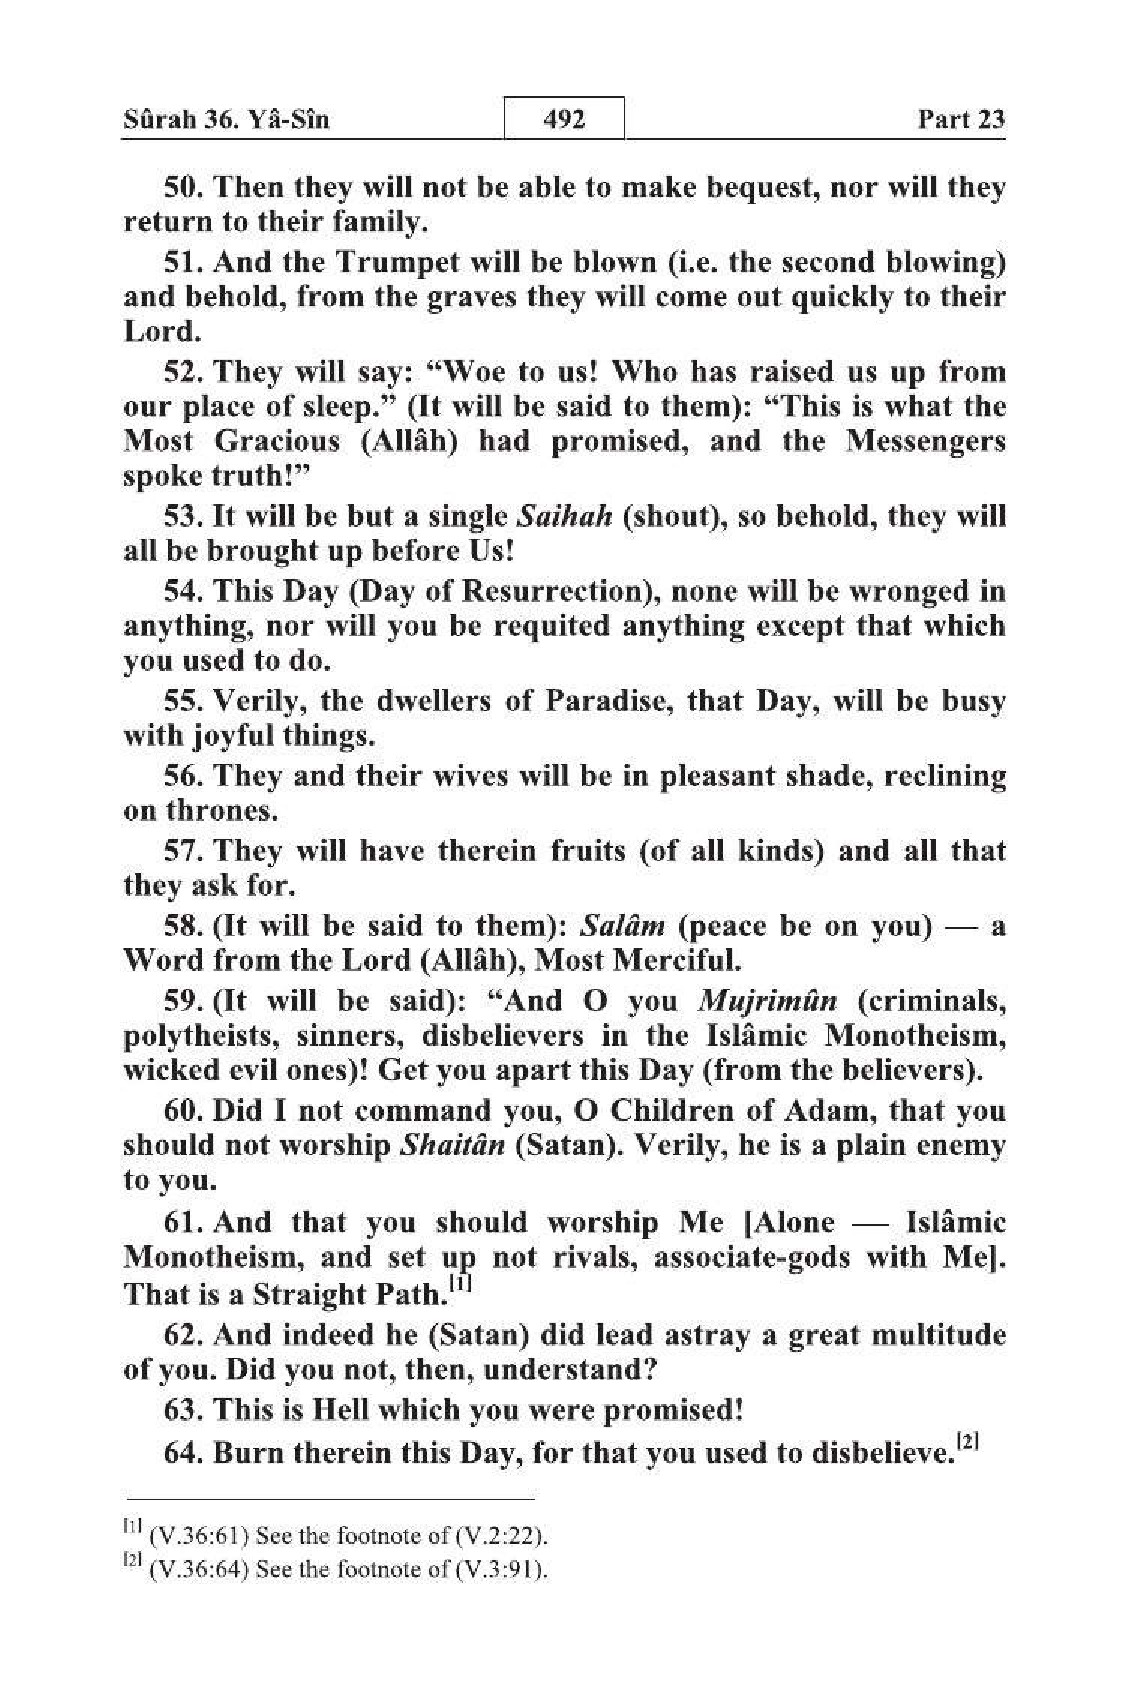 Sûrah 36. Yâ-Sîn 492 Part 23
50. Then they will not be able to make bequest, nor will they
return to their family.
51. And the Trumpet will be blown (i.e. the second blowing)
and behold, from the graves they will come out quickly to their
Lord.
52. They will say: “Woe to us! Who has raised us up from
our place of sleep.” (It will be said to them): “This is what the
Most Gracious (Allâh) had promised, and the Messengers
spoke truth!”
53. It will be but a single Saihah (shout), so behold, they will
all be brought up before Us!
54. This Day (Day of Resurrection), none will be wronged in
anything, nor will you be requited anything except that which
you used to do.
55. Verily, the dwellers of Paradise, that Day, will be busy
with joyful things.
56. They and their wives will be in pleasant shade, reclining
on thrones.
57. They will have therein fruits (of all kinds) and all that
they ask for.
58. (It will be said to them): Salâm (peace be on you) — a
Word from the Lord (Allâh), Most Merciful.
59. (It will be said): “And O you Mujrimûn (criminals,
polytheists, sinners, disbelievers in the Islâmic Monotheism,
wicked evil ones)! Get you apart this Day (from the believers).
60. Did I not command you, O Children of Adam, that you
should not worship Shaitân (Satan). Verily, he is a plain enemy
to you.
61. And that you should worship Me [Alone — Islâmic
Monotheism, and set up not rivals, associate-gods with Me].
That is a Straight Path.[1]
62. And indeed he (Satan) did lead astray a great multitude
of you. Did you not, then, understand?
63. This is Hell which you were promised!
64. Burn therein this Day, for that you used to disbelieve.[2]
[1] (V.36:61) See the footnote of (V.2:22).
[2] (V.36:64) See the footnote of (V.3:91).